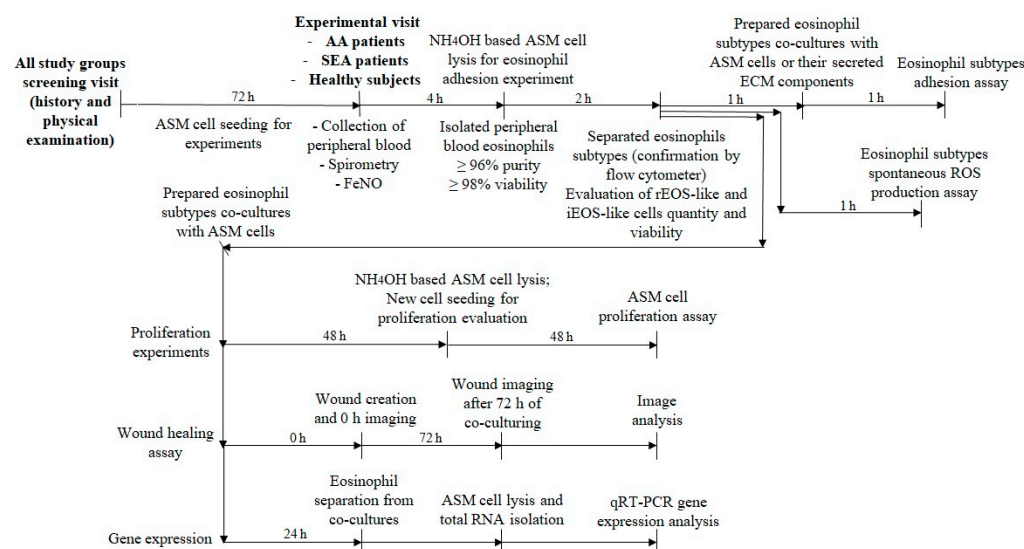 All study groups
screening visit
(history and
physical
examination)
72 h
ASM cell seeding for
experiments
Experimental visit
- AA patients
- SEA patients
- Healthy subjects
- Collection of
peripheral blood
- Spirometry
- FeNO
4 h
NH4OH based ASM cell
lysis for eosinophil
adhesion experiment
Isolated peripheral
blood eosinophils
≥ 96% purity
≥ 98% viability
2 h
Separated eosinophils
subtypes (confirmation by
flow cytometer)
Evaluation of rEOS-like and
iEOS-like cells quantity and
viability
1 h
Prepared eosinophil
subtypes co-cultures with
ASM cells or their secreted
ECM components
1 h
Eosinophil subtypes
adhesion assay
Eosinophil subtypes
spontaneous ROS
production assay
1 h
Prepared eosinophil
subtypes co-cultures
with ASM cells
Proliferation
experiments
48 h
NH4OH based ASM cell lysis;
New cell seeding for
proliferation evaluation
48 h
ASM cell
proliferation assay
Wound healing
assay
0 h
Wound creation
and 0 h imaging
72 h
Wound imaging
after 72 h of
co-culturing
Image
analysis
Gene expression
24 h
Eosinophil
separation from
co-cultures
ASM cell lysis and
total RNA isolation
qRT-PCR gene
expression analysis